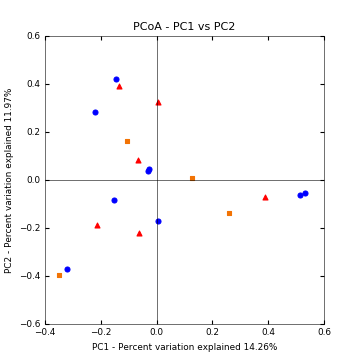 PCoA - PC1 vs PC2
0.6
0.4
0.2
0.0
−0.2
−0.4
−0.6
PC2 - Percent variation explained 11.97%
−0.4 −0.2 0.0 0.2 0.4 0.6
PC1 - Percent variation explained 14.26%